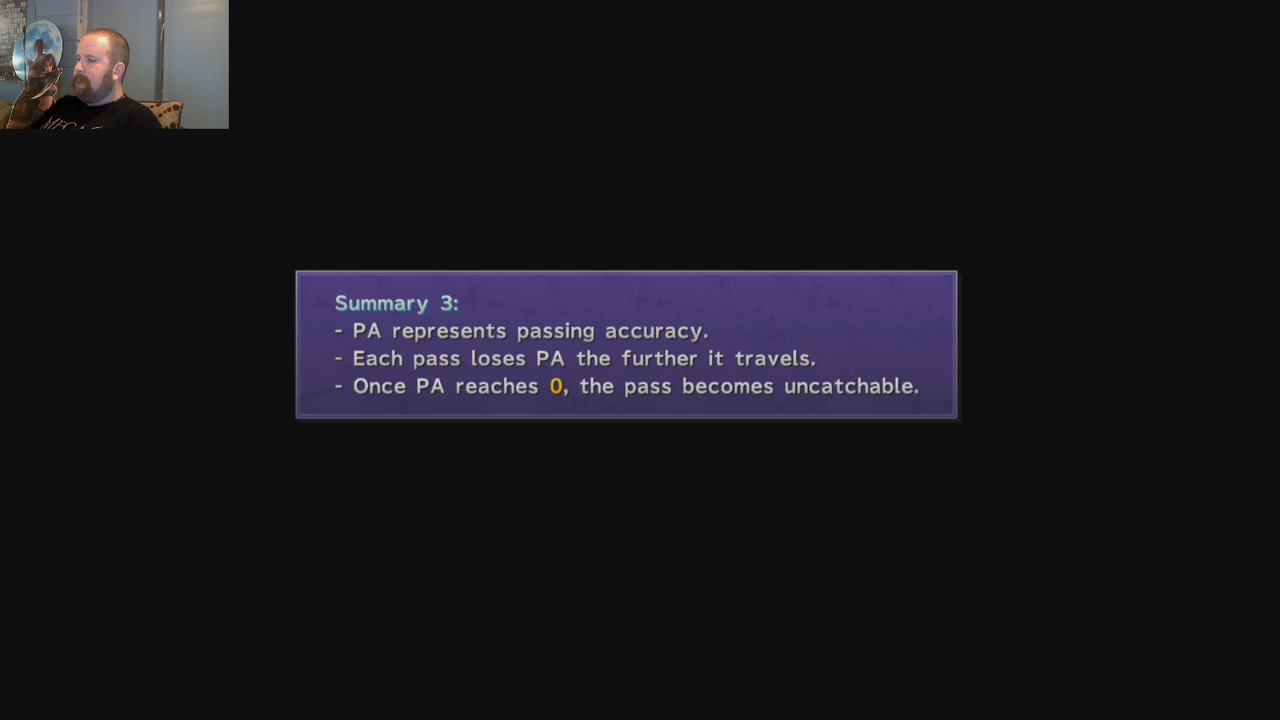 Summary 3:
- PA represents passing accuracy.
- Each pass loses PA the further it travels.
- Once PA reaches 0, the pass becomes uncatchable.